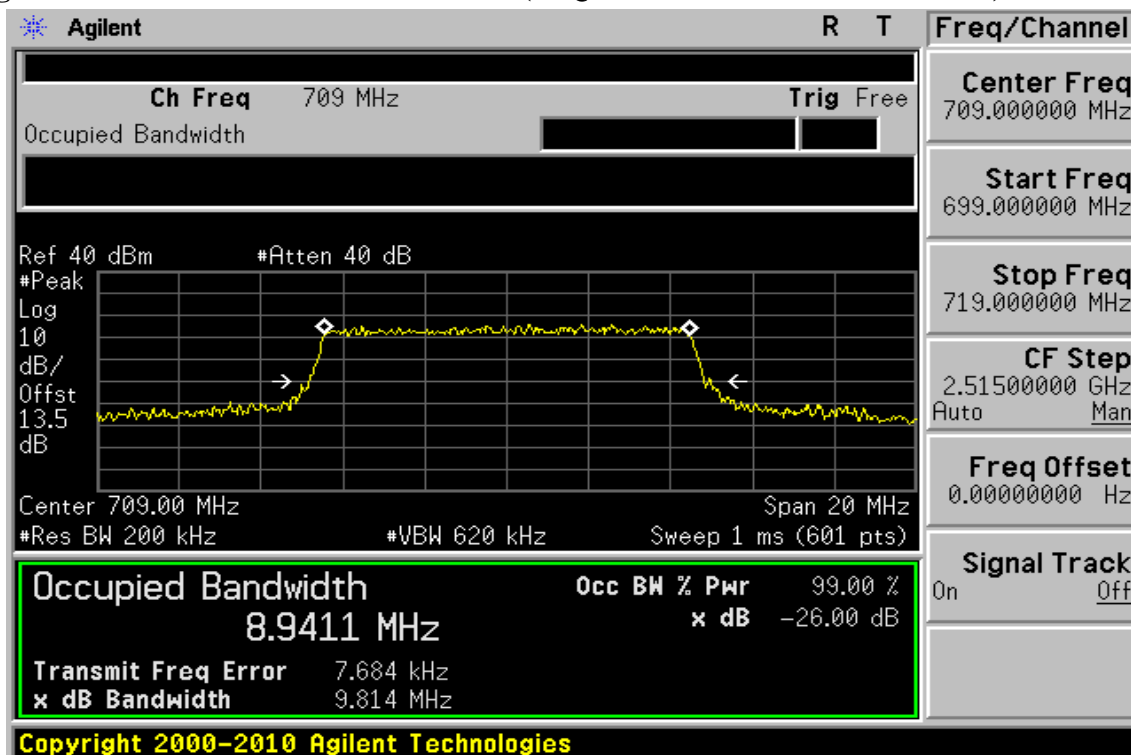 Agilent R T
Ch Freq 709 MHz Trig Free
Occupied Bandwidth
Ref 40 dBm #Atten 40 dB
#Peak
Log
10
dB/
Offst
13.5
dB
Center 709.00 MHz Span 20 MHz
#Res BW 200 kHz #VBW 620 kHz Sweep 1 ms (601 pts)
Occupied Bandwidth Occ BW % Pwr 99.00 %
8.9411 MHz x dB -26.00 dB
Transmit Freq Error 7.684 kHz
x dB Bandwidth 9.814 MHz
Copyright 2000-2010 Agilent Technologies
Freq/Channel
Center Freq
709.000000 MHz
Start Freq
699.000000 MHz
Stop Freq
719.000000 MHz
CF Step
2.51500000 GHz
Auto Man
Freq Offset
0.00000000 Hz
Signal Track
On Off